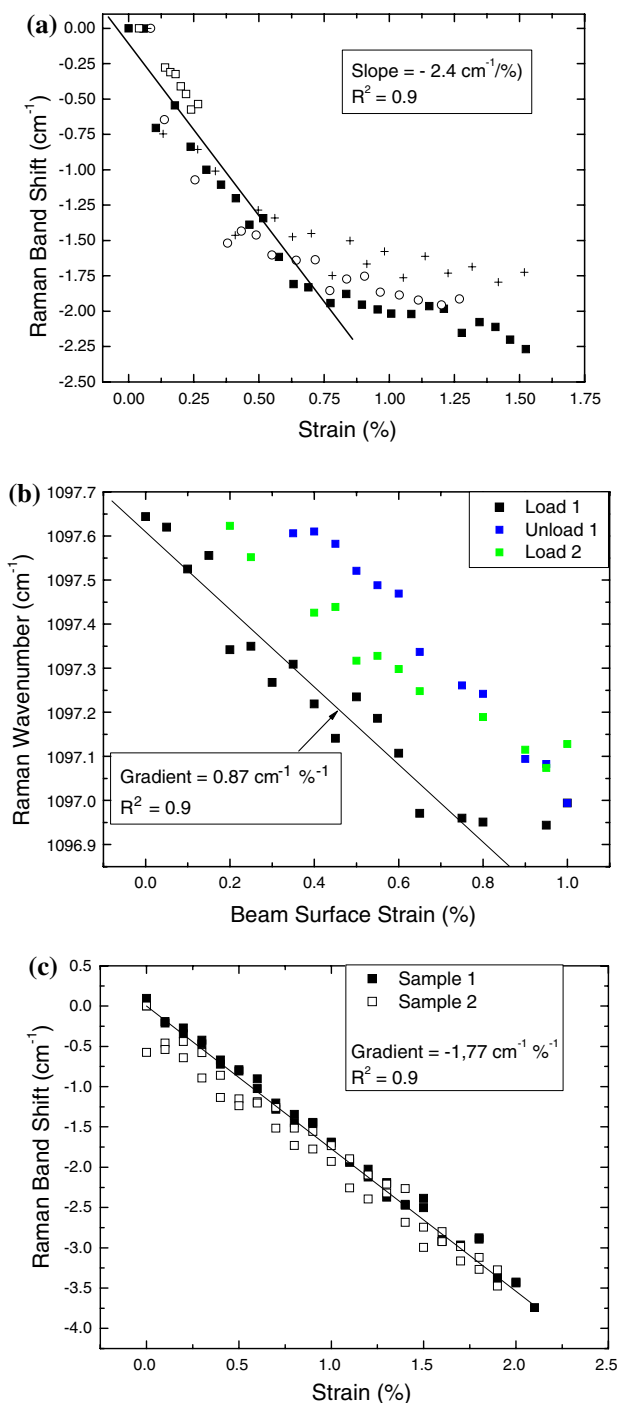 (a)
0.00
-0.25
-0.50
-0.75
-1.00
-1.25
-1.50
-1.75
-2.00
-2.25
-2.50
Raman Band Shift (cm⁻¹)
Slope = - 2.4 cm⁻¹/%)
R² = 0.9
0.00 0.25 0.50 0.75 1.00 1.25 1.50 1.75
Strain (%)
(b)
1097.7
1097.6
1097.5
1097.4
1097.3
1097.2
1097.1
1097.0
1096.9
Raman Wavenumber (cm⁻¹)
Load 1
Unload 1
Load 2
Gradient = 0.87 cm⁻¹ %⁻¹
R² = 0.9
0.0 0.2 0.4 0.6 0.8 1.0
Beam Surface Strain (%)
(c)
0.5
0.0
-0.5
-1.0
-1.5
-2.0
-2.5
-3.0
-3.5
-4.0
Raman Band Shift (cm⁻¹)
Sample 1
Sample 2
Gradient = -1,77 cm⁻¹ %⁻¹
R² = 0.9
0.0 0.5 1.0 1.5 2.0 2.5
Strain (%)